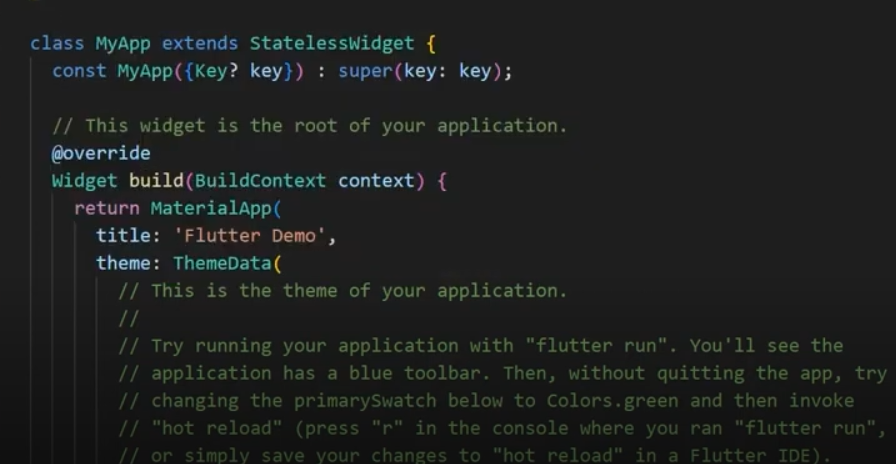 class MyApp extends StatelessWidget {
const MyApp({Key? key}) : super(key: key);
// This widget is the root of your application.
@override
Widget build(BuildContext context) {
return MaterialApp(
title: 'Flutter Demo',
theme: ThemeData(
// This is the theme of your application.
//
// Try running your application with "flutter run". You'll see the
// application has a blue toolbar. Then, without quitting the app, try
// changing the primarySwatch below to Colors.green and then invoke
// "hot reload" (press "r" in the console where you ran "flutter run",
// or simply save your changes to "hot reload" in a Flutter IDE).